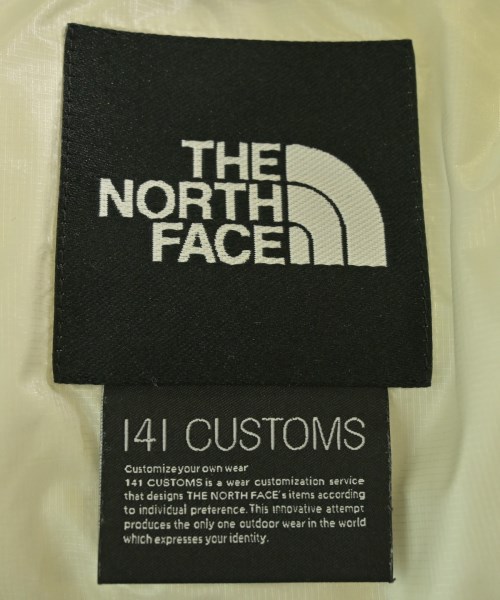 THE
NORTH
FACE
141 CUSTOMS
Customize your own wear
141 CUSTOMS is a wear customization service
that designs THE NORTH FACE's items according
to individual preference. This innovative attempt
produces the only one outdoor wear in the world
which expresses your identity.